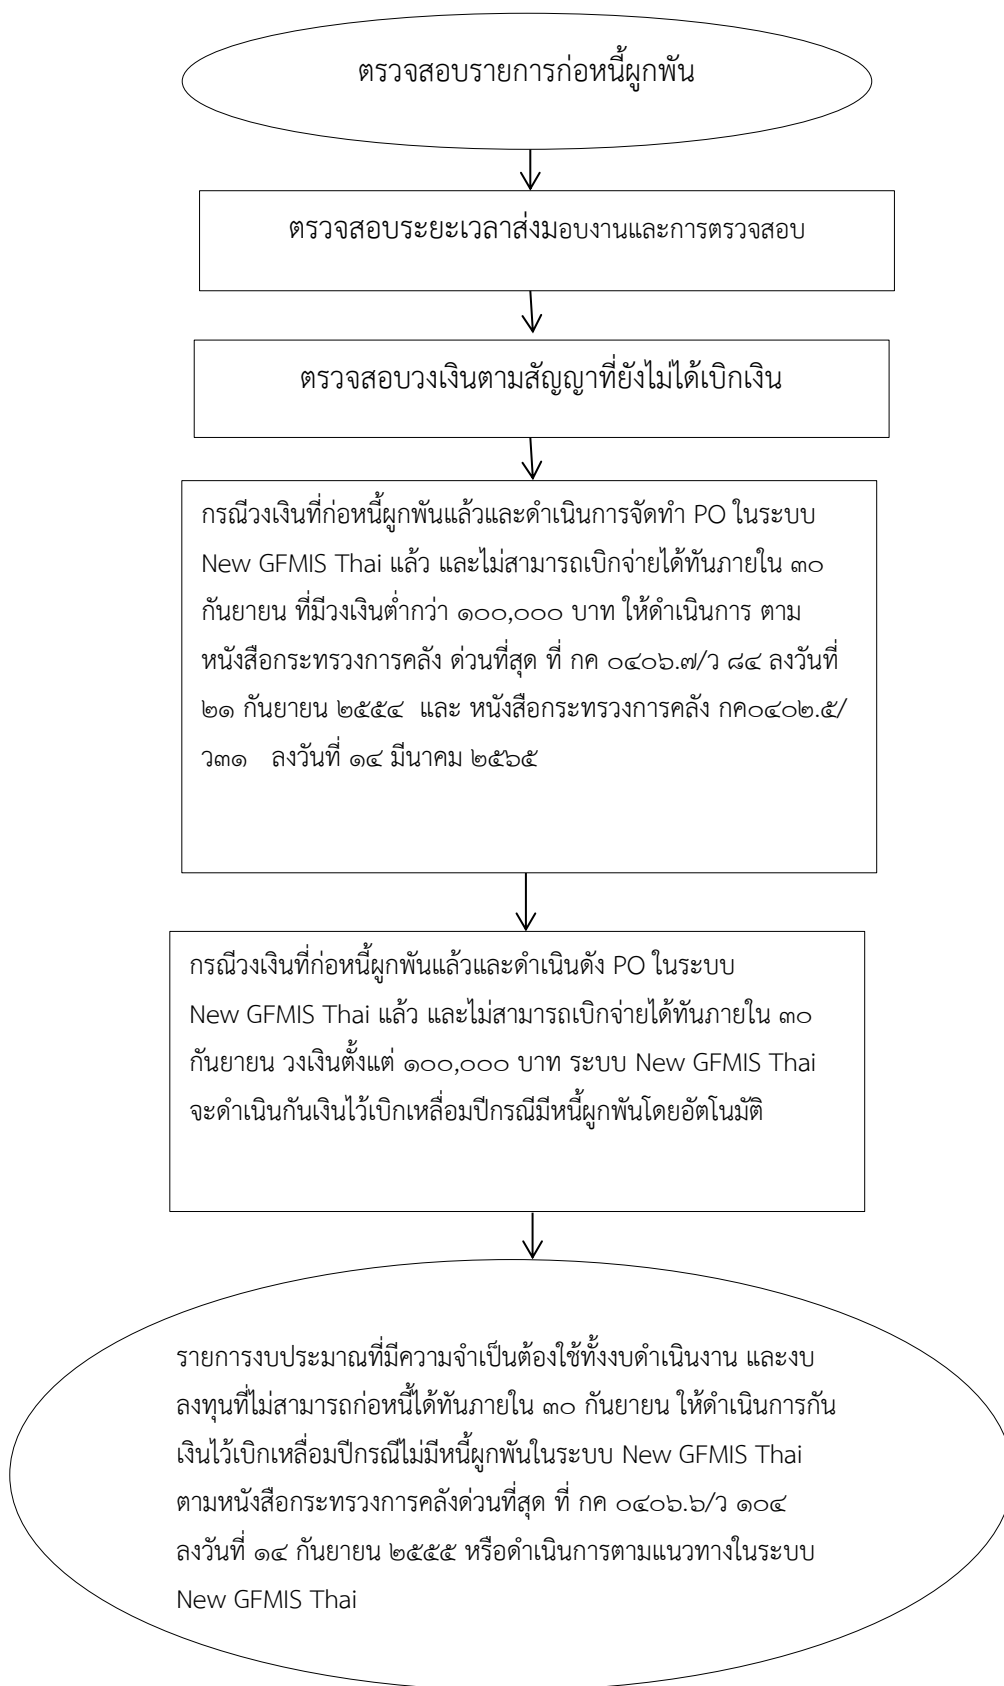 ตรวจสอบรายการก่อหนี้ผูกพัน
ตรวจสอบระยะเวลาส่งมอบงานและการตรวจสอบ
ตรวจสอบวงเงินตามสัญญาที่ยังไม่ได้เบิกเงิน
กรณีวงเงินที่ก่อหนี้ผูกพันแล้วและดำเนินการจัดทำ PO ในระบบ
New GFMIS Thai แล้ว และไม่สามารถเบิกจ่ายได้ทันภายใน ๓๐
กันยายน ที่มีวงเงินต่ำกว่า ๑๐๐,๐๐๐ บาท ให้ดำเนินการ ตาม
หนังสือกระทรวงการคลัง ด่วนที่สุด ที่ กค ๐๔๐๖.๗/ว ๘๔ ลงวันที่
๒๑ กันยายน ๒๕๕๔ และ หนังสือกระทรวงการคลัง กค๐๔๐๒.๕/
ว๓๑ ลงวันที่ ๑๔ มีนาคม ๒๕๖๕
กรณีวงเงินที่ก่อหนี้ผูกพันแล้วและดำเนินดัง PO ในระบบ
New GFMIS Thai แล้ว และไม่สามารถเบิกจ่ายได้ทันภายใน ๓๐
กันยายน วงเงินตั้งแต่ ๑๐๐,๐๐๐ บาท ระบบ New GFMIS Thai
จะดำเนินกันเงินไว้เบิกเหลื่อมปีกรณีมีหนี้ผูกพันโดยอัตโนมัติ
รายการงบประมาณที่มีความจำเป็นต้องใช้ทั้งงบดำเนินงาน และงบ
ลงทุนที่ไม่สามารถก่อหนี้ได้ทันภายใน ๓๐ กันยายน ให้ดำเนินการกัน
เงินไว้เบิกเหลื่อมปีกรณีไม่มีหนี้ผูกพันในระบบ New GFMIS Thai
ตามหนังสือกระทรวงการคลังด่วนที่สุด ที่ กค ๐๔๐๖.๖/ว ๑๐๔
ลงวันที่ ๑๔ กันยายน ๒๕๕๕ หรือดำเนินการตามแนวทางในระบบ
New GFMIS Thai